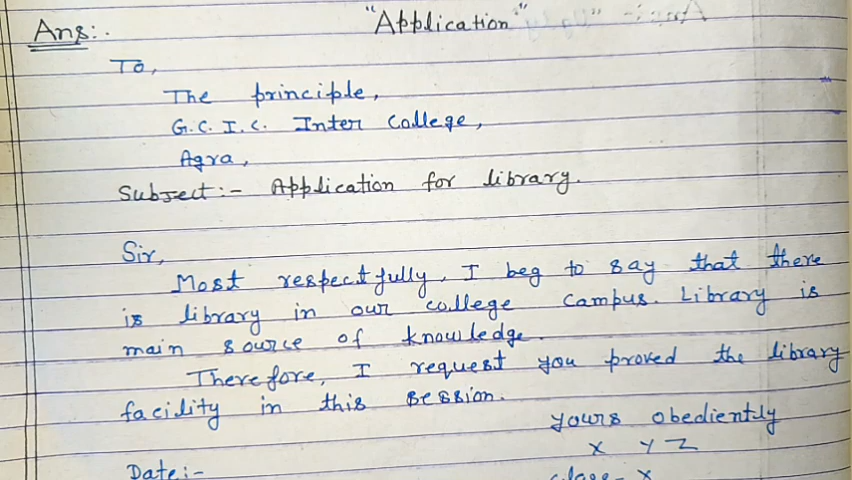 "Application"
Ans:.
To,
The principle,
G.C.I.C. Inter College,
Agra,
Subject:- Application for library.
Sir,
Most respectfully, I beg to say that there
is library in our college campus. Library is
main source of knowledge.
Therefore, I request you proved the library
facility in this session.
yours obediently
X Y Z
Date:-
class- X